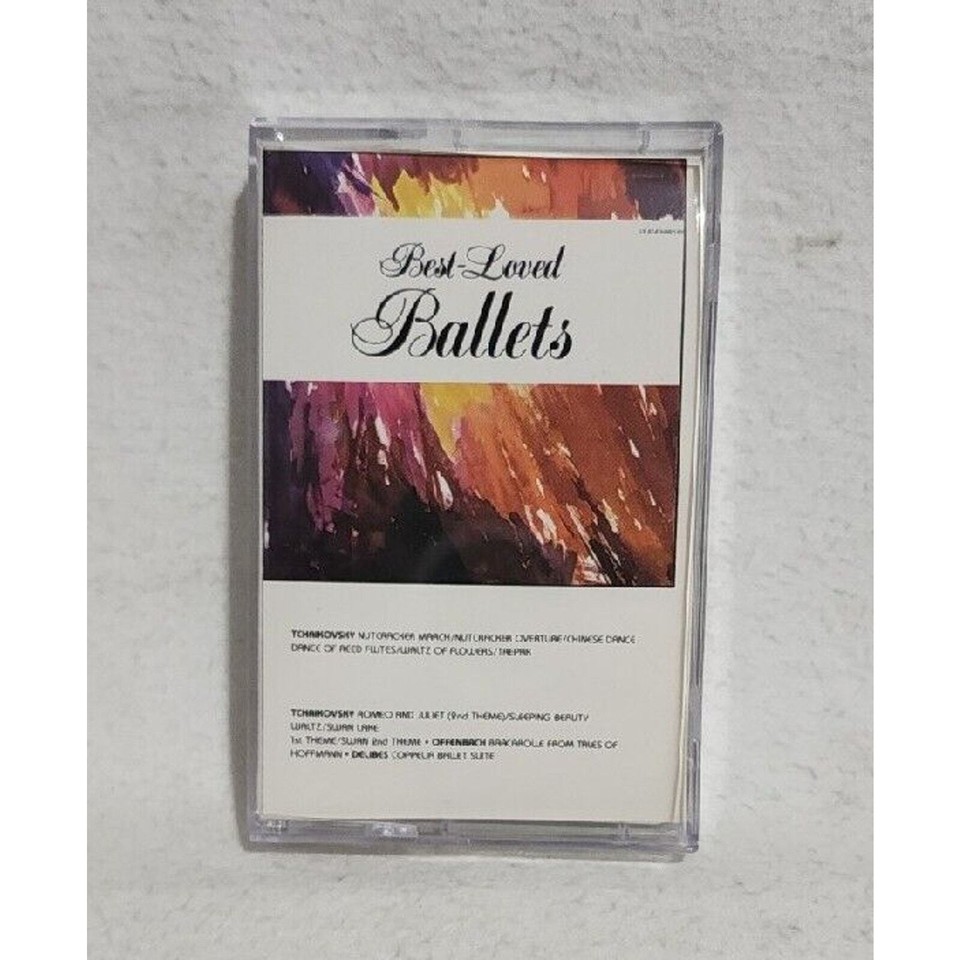 Best-Loved
Ballets
TCHAIKOVSKY NUTCRACKER MARCH/NUTCRACKER OVERTURE/CHINESE DANCE
DANCE OF REED FLUTES/WALTZ OF FLOWERS/TREPAK
TCHAIKOVSKY ROMEO AND JULIET (2nd THEME)/SLEEPING BEAUTY
WALTZ/SWAN LAKE
1st THEME/SWAN 2nd THEME • OFFENBACH BARCAROLLE FROM TALES OF
HOFFMANN • DELIBES COPPELIA BALLET SUITE